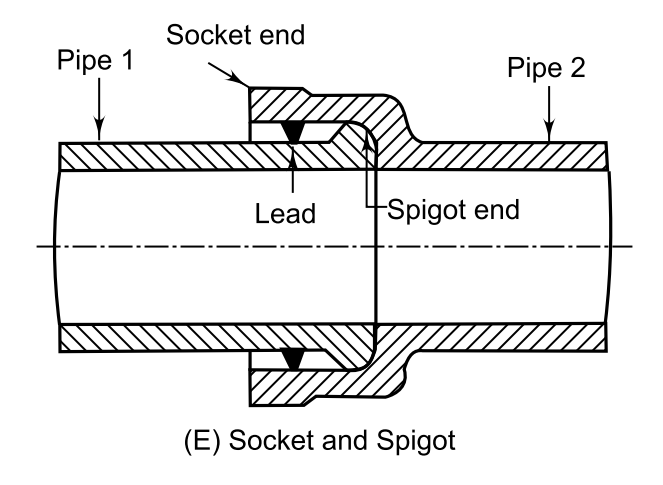 Socket end
Pipe 1
Pipe 2
Lead
Spigot end
(E) Socket and Spigot